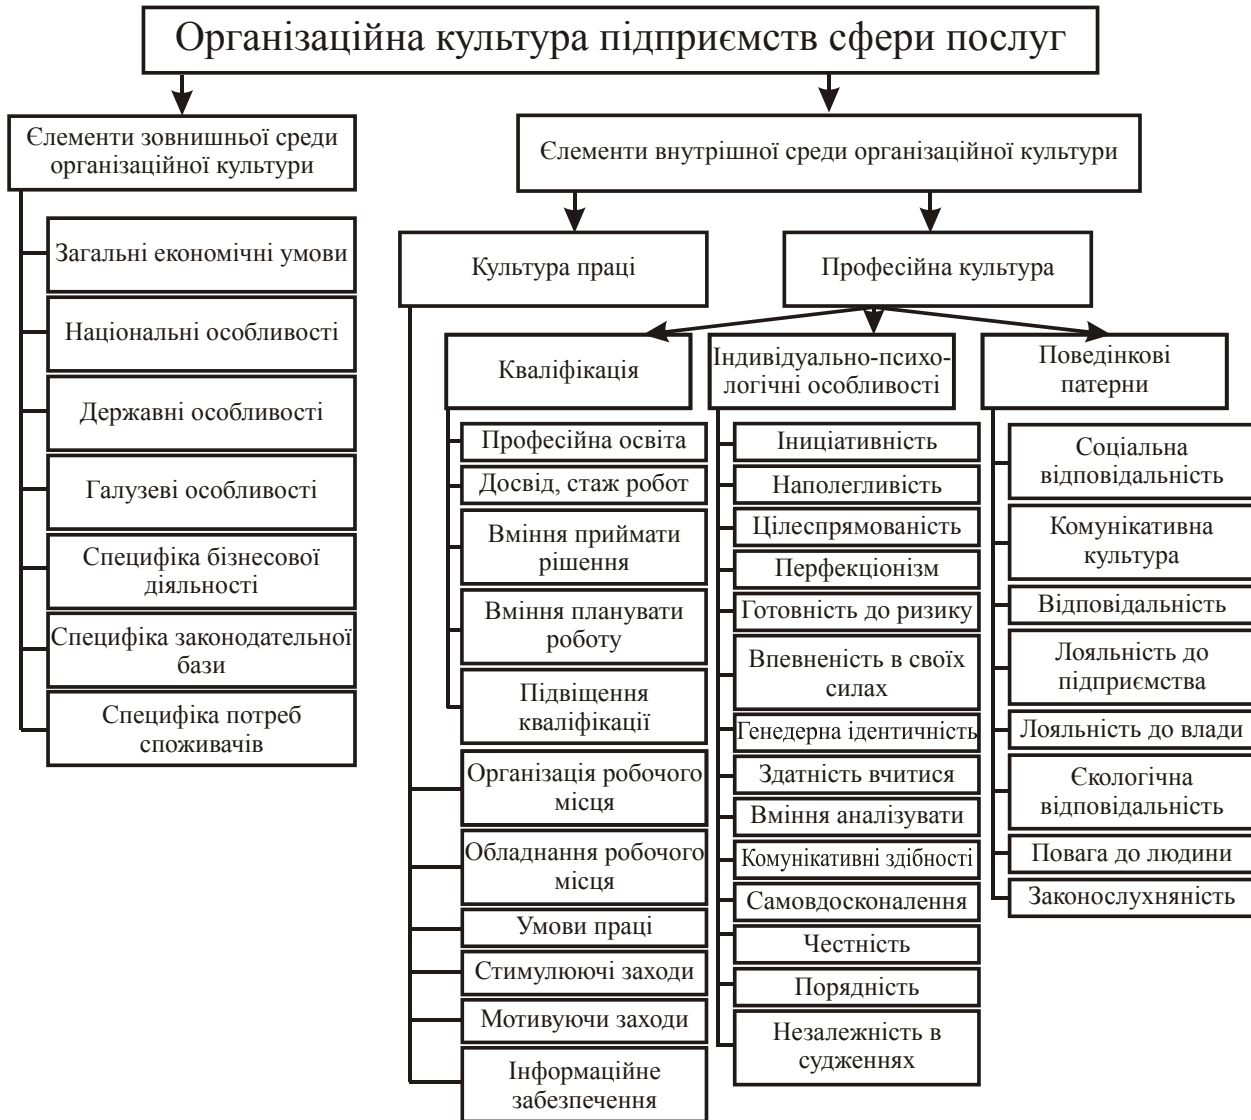 Організаційна культура підприємств сфери послуг
Єлементи зовнишньої среди
організаційної культури
Загальні економічні умови
Національні особливості
Державні особливості
Галузеві особливості
Специфіка бізнесової
діяльності
Специфіка законодательної
бази
Специфіка потреб
споживачів
Єлементи внутрішної среди організаційної культури
Культура праці
Професійна культура
Кваліфікація
Професійна освіта
Досвід, стаж робот
Вміння приймати
рішення
Вміння планувати
роботу
Підвіщення
кваліфікації
Організація робочого
місця
Обладнання робочого
місця
Умови праці
Стимулюючі заходи
Мотивуючи заходи
Інформаційне
забезпечення
Індивідуально-психо-
логічні особливості
Іниціативність
Наполегливість
Цілеспрямованість
Перфекціонізм
Готовність до ризику
Впевненість в своїх
силах
Генедерна ідентичність
Здатність вчитися
Вміння аналізувати
Комунікативні здібності
Самовдосконалення
Честність
Порядність
Незалежність в
судженнях
Поведінкові
патерни
Соціальна
відповідальність
Комунікативна
культура
Відповідальність
Лояльність до
підприємства
Лояльність до влади
Єкологічна
відповідальність
Повага до людини
Законослухняність